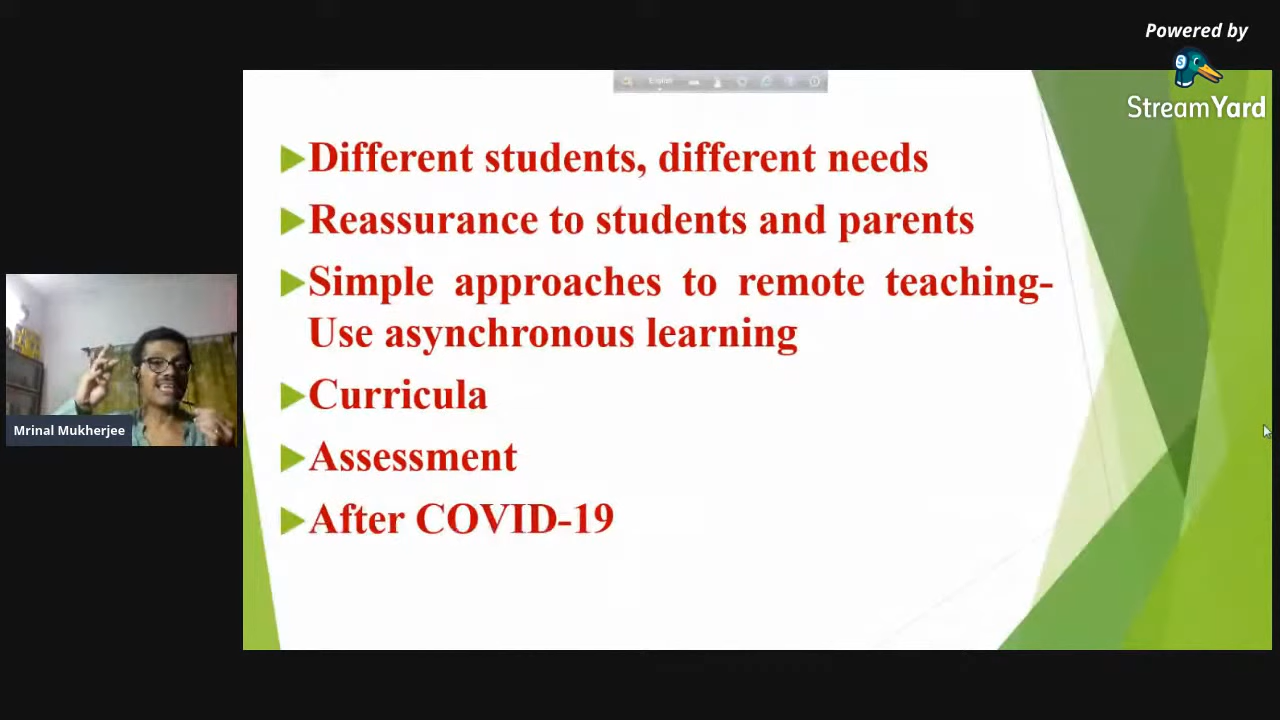 Powered by
StreamYard
English
Different students, different needs
Reassurance to students and parents
Simple approaches to remote teaching-
Use asynchronous learning
Curricula
Assessment
After COVID-19
Mrinal Mukherjee